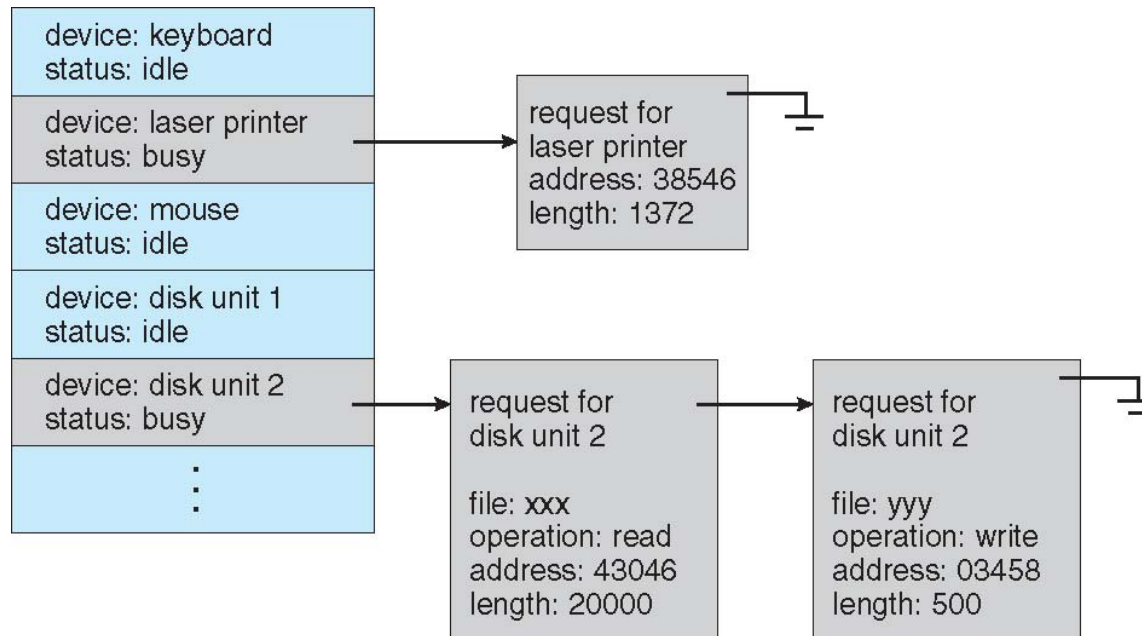 device: keyboard
status: idle
device: laser printer
status: busy
device: mouse
status: idle
device: disk unit 1
status: idle
device: disk unit 2
status: busy
request for
laser printer
address: 38546
length: 1372
request for
disk unit 2
file: xxx
operation: read
address: 43046
length: 20000
request for
disk unit 2
file: yyy
operation: write
address: 03458
length: 500